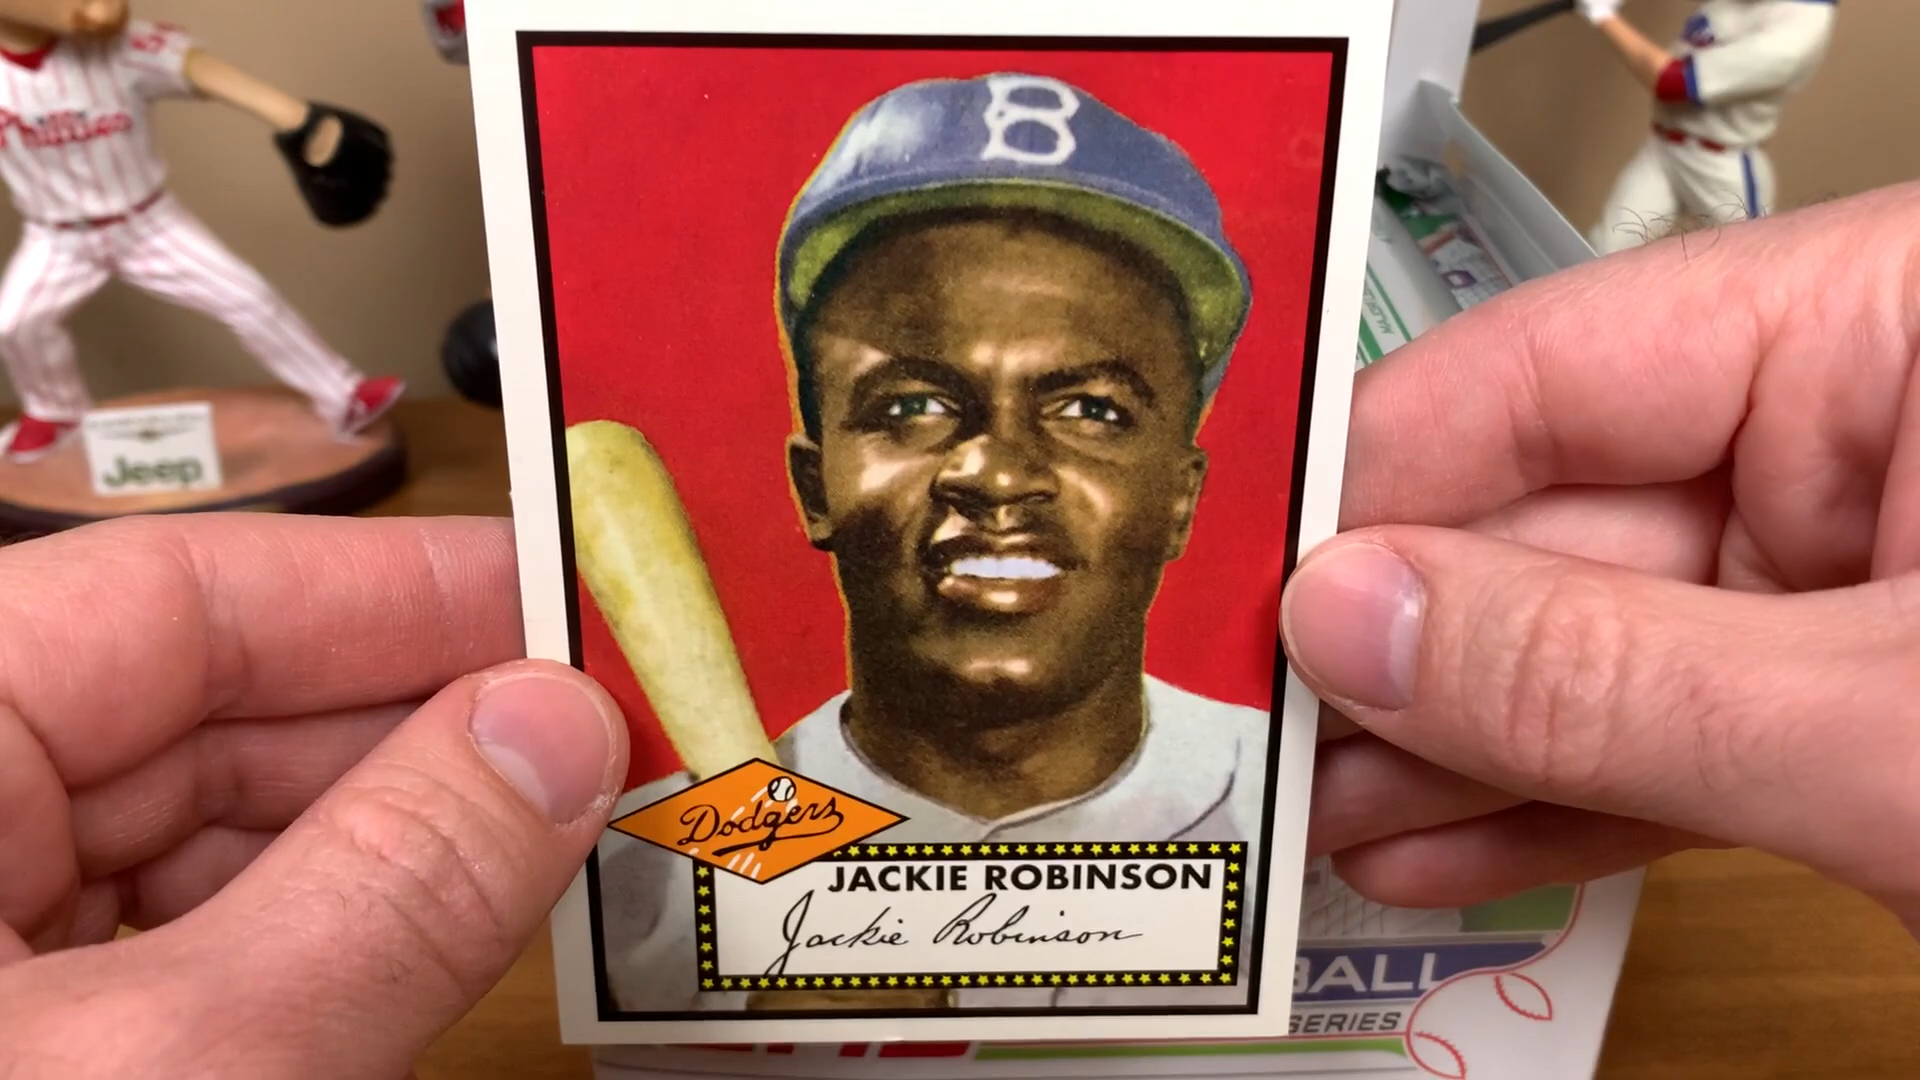 B
Phillies
Jeep
Dodgers
JACKIE ROBINSON
Jackie Robinson
BALL
SERIES